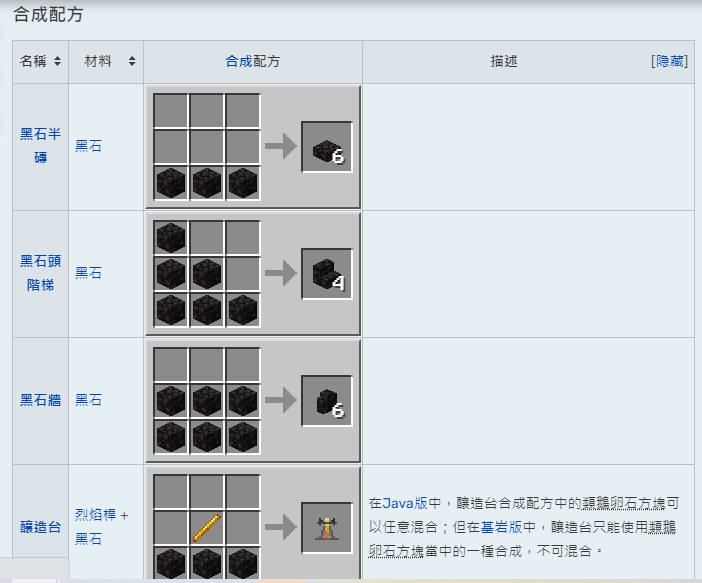 合成配方
名稱 材料 合成配方 描述 [隐藏]
黑石半
磚
黑石
6
黑石頭
階梯
黑石
4
黑石牆
黑石
6
釀造台
烈焰桿 +
黑石
在Java版中，釀造台合成配方中的類鵝卵石方塊可
以任意混合；但在基岩版中，釀造台只能使用類鵝
卵石方塊當中的一種合成，不可混合。